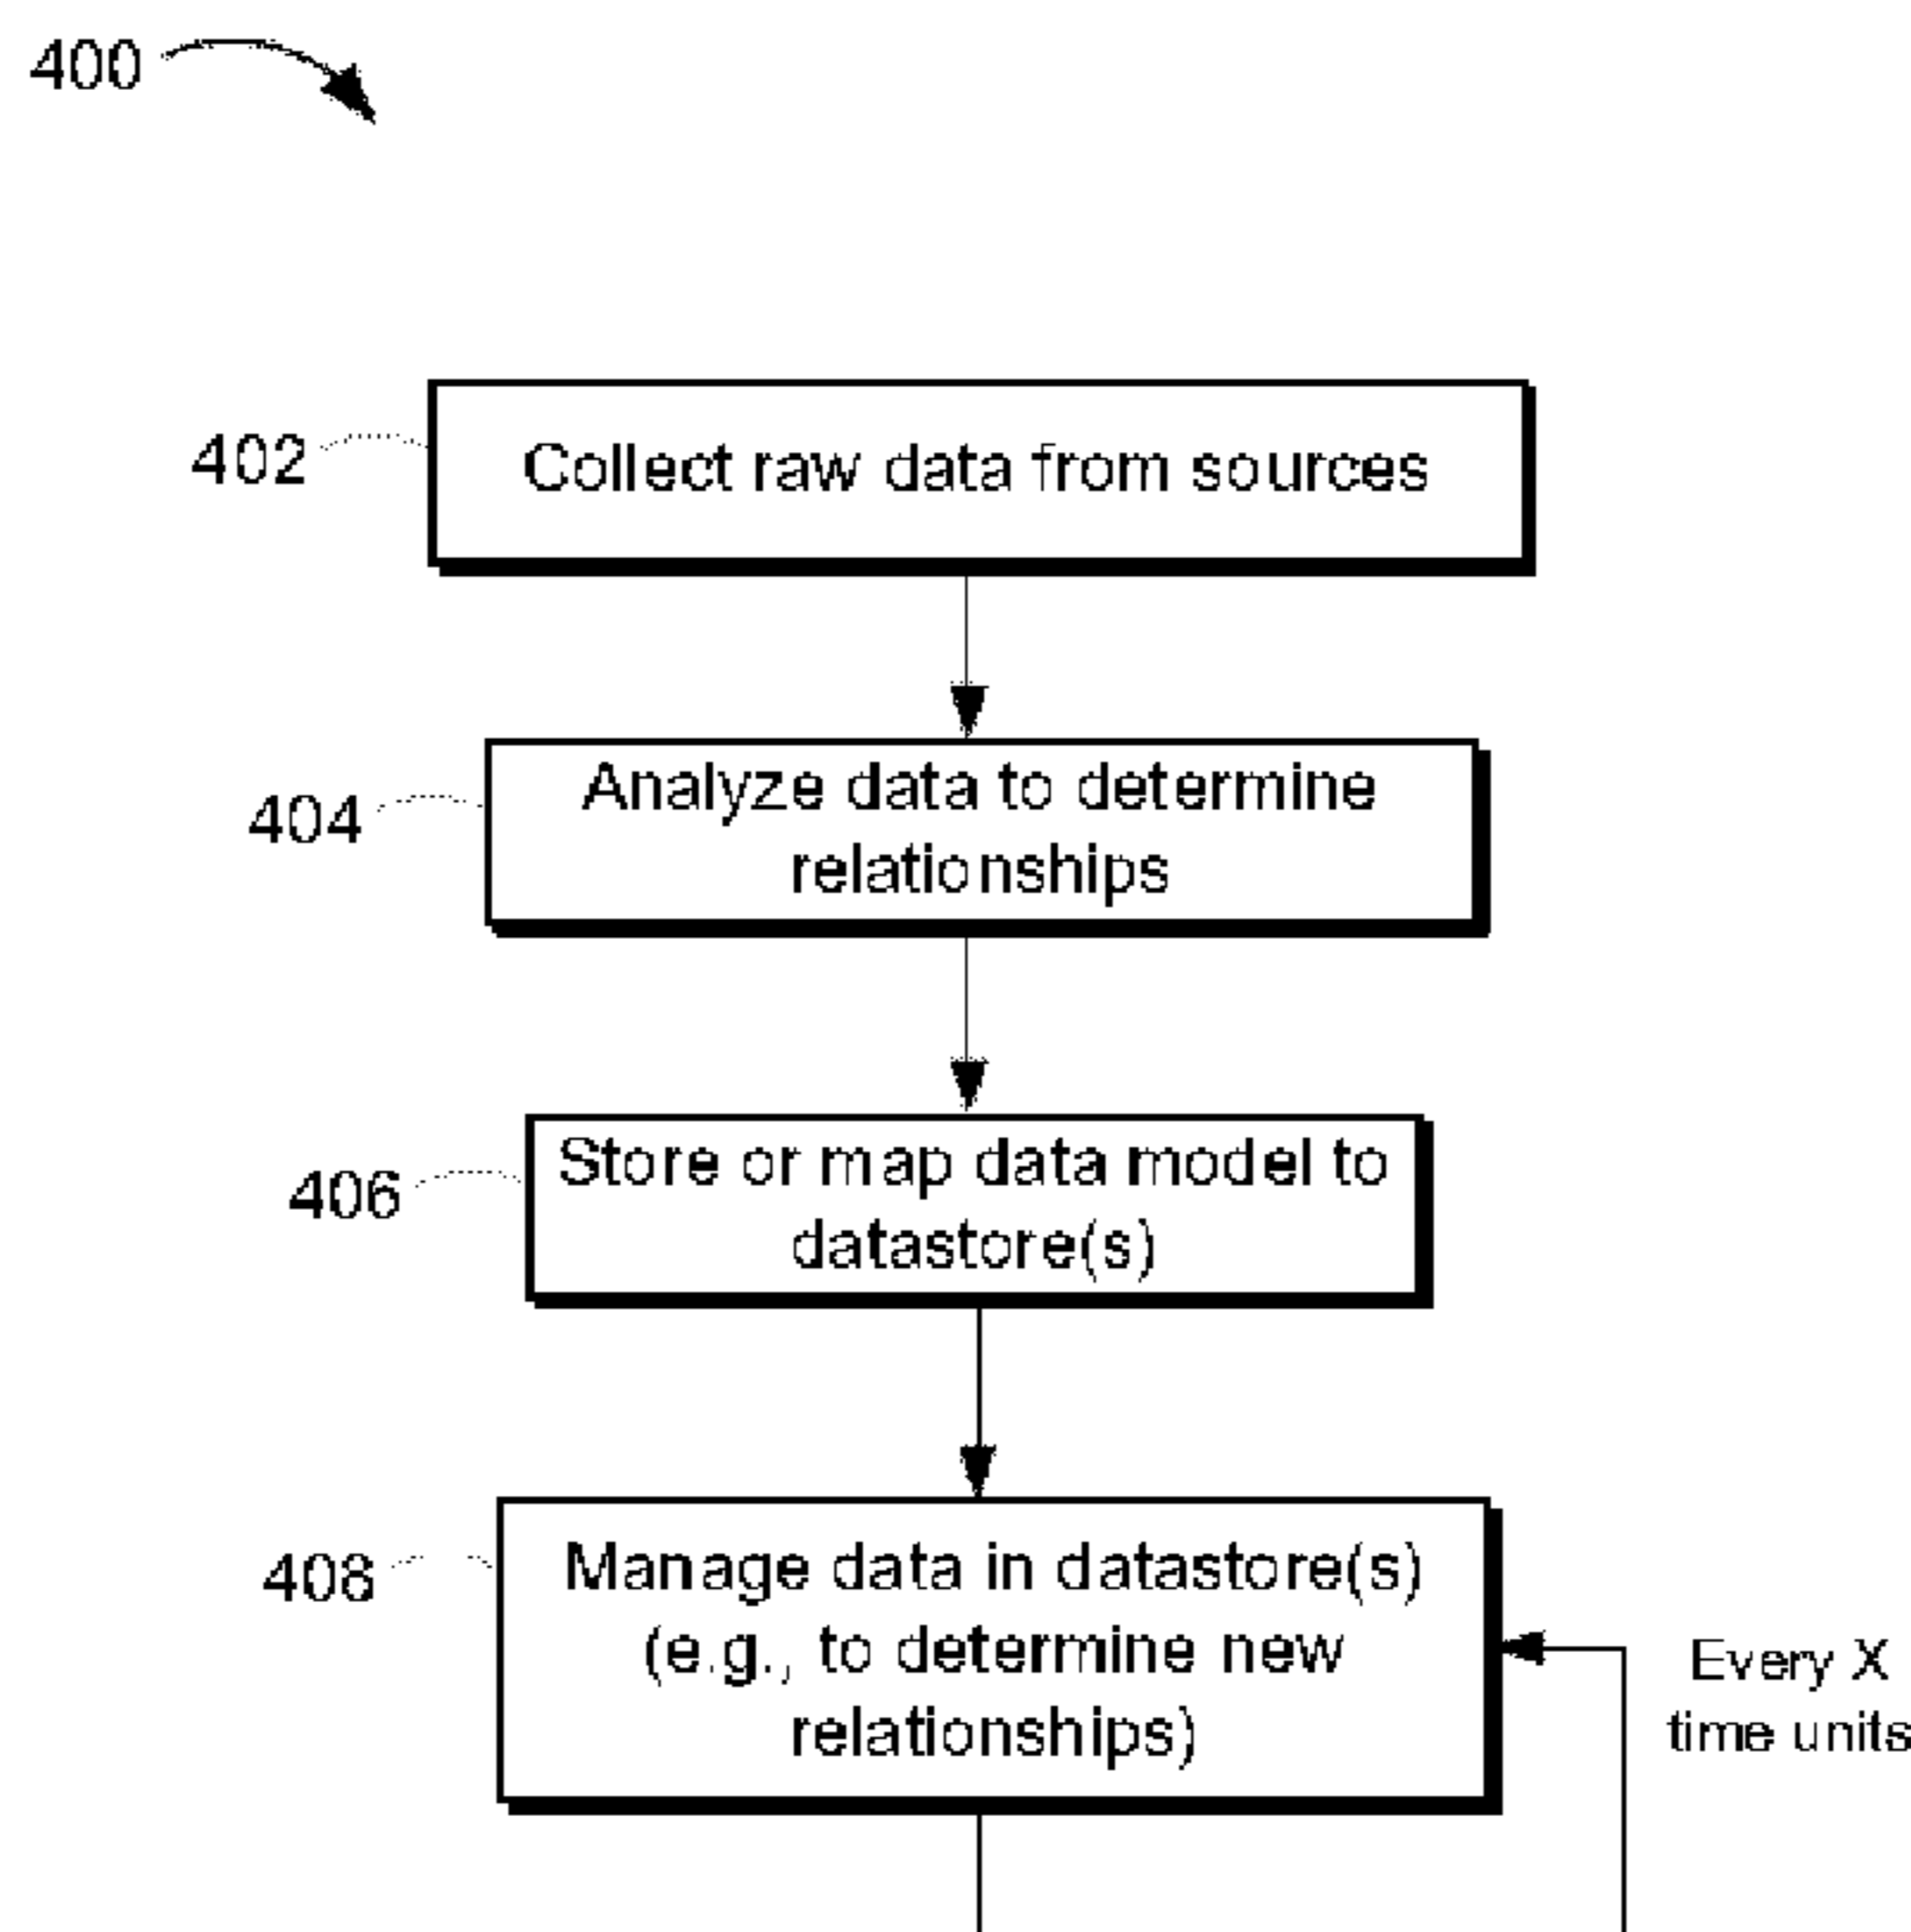 400
402
Collect raw data from sources
404
Analyze data to determine
relationships
406
Store or map data model to
datastore(s)
408
Manage data in datastore(s)
(e.g., to determine new
relationships)
Every X
time units